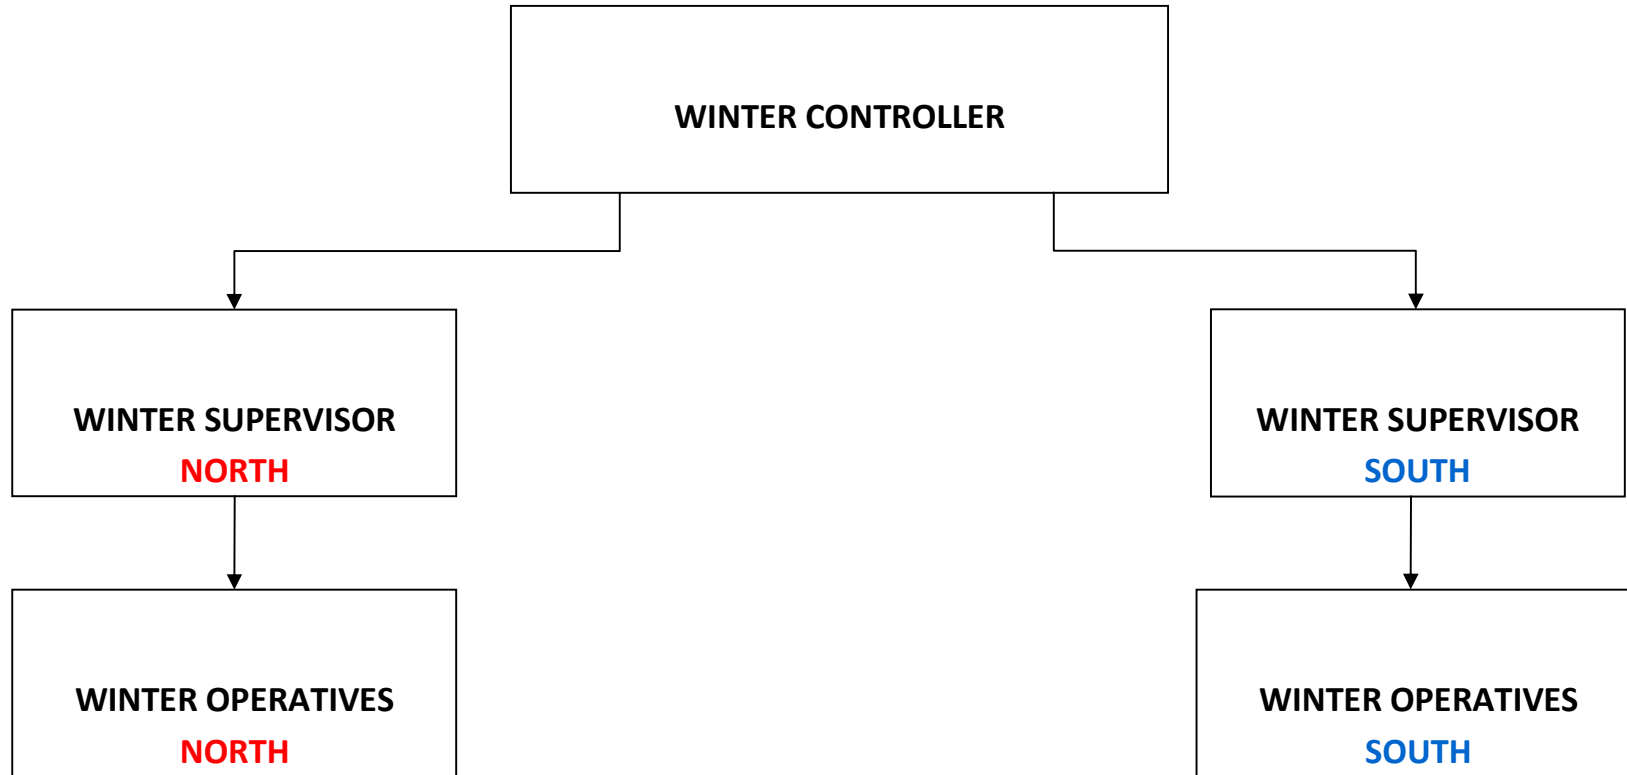 WINTER CONTROLLER
WINTER SUPERVISOR
NORTH
WINTER SUPERVISOR
SOUTH
WINTER OPERATIVES
NORTH
WINTER OPERATIVES
SOUTH